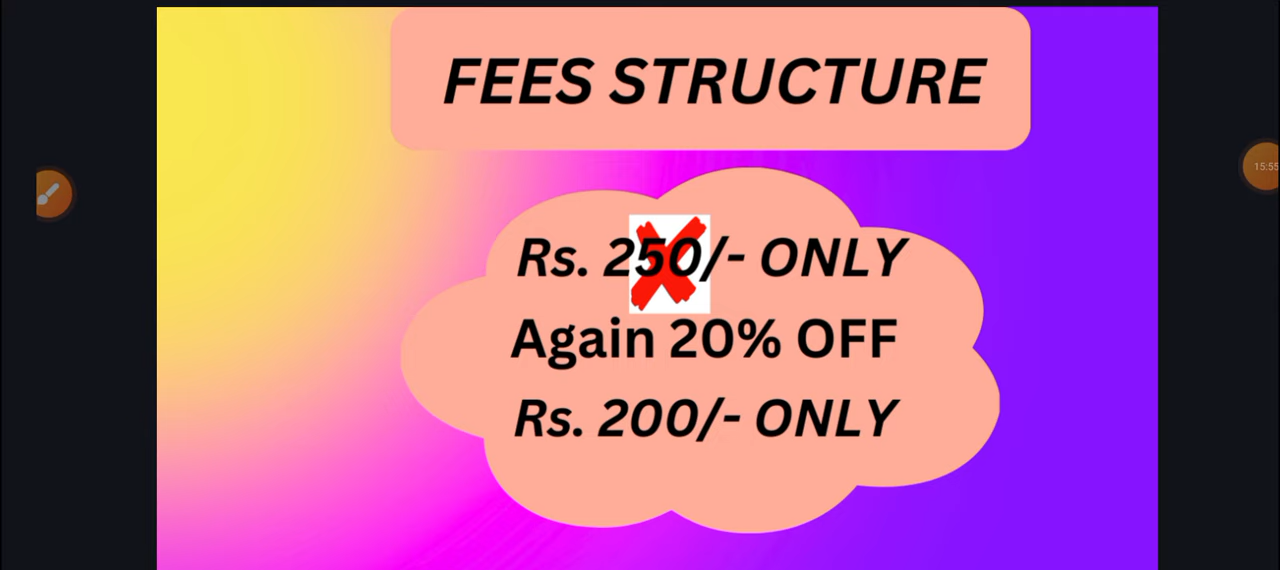 FEES STRUCTURE
15:55
Rs. 250/- ONLY
Again 20% OFF
Rs. 200/- ONLY